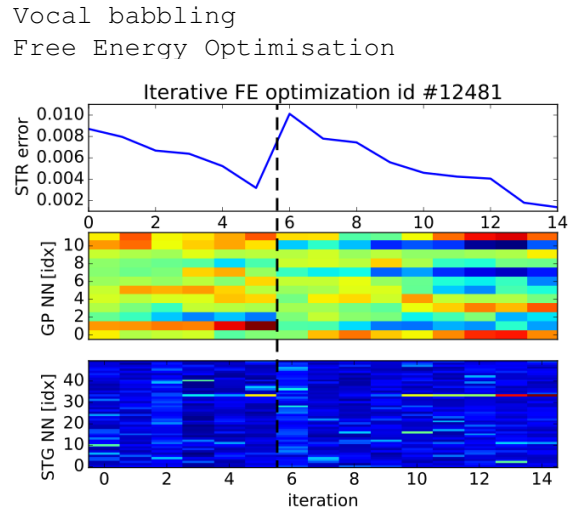 Vocal babbling
Free Energy Optimisation
Iterative FE optimization id #12481
STR error
0.010
0.008
0.006
0.004
0.002
0 2 4 6 8 10 12 14
GP NN [idx]
10
8
6
4
2
0
STG NN [idx]
40
30
20
10
0
0 2 4 6 8 10 12 14
iteration